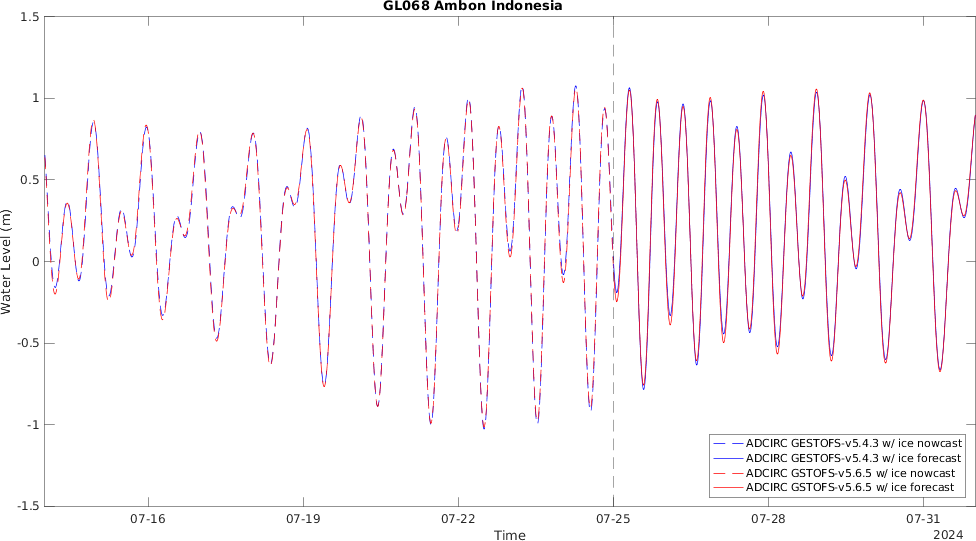 GL068 Ambon Indonesia
1.5
1
0.5
0
-0.5
-1
-1.5
Water Level (m)
ADCIRC GESTOFS-v5.4.3 w/ ice nowcast
ADCIRC GESTOFS-v5.4.3 w/ ice forecast
ADCIRC GSTOFS-v5.6.5 w/ ice nowcast
ADCIRC GSTOFS-v5.6.5 w/ ice forecast
07-16 07-19 07-22 07-25 07-28 07-31
Time
2024